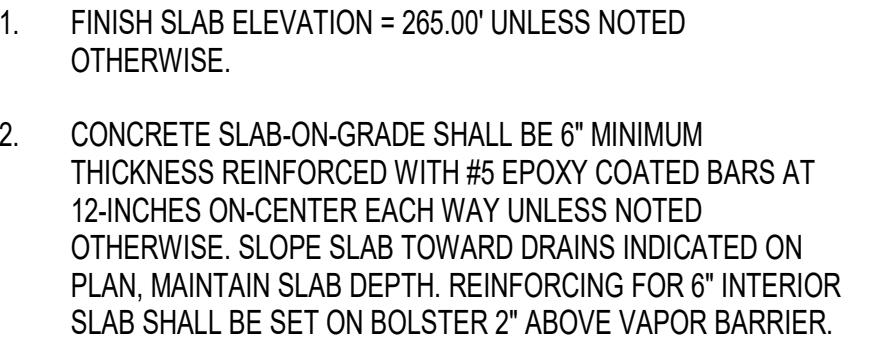 1. FINISH SLAB ELEVATION = 265.00' UNLESS NOTED
OTHERWISE.
2. CONCRETE SLAB-ON-GRADE SHALL BE 6" MINIMUM
THICKNESS REINFORCED WITH #5 EPOXY COATED BARS AT
12-INCHES ON-CENTER EACH WAY UNLESS NOTED
OTHERWISE. SLOPE SLAB TOWARD DRAINS INDICATED ON
PLAN, MAINTAIN SLAB DEPTH. REINFORCING FOR 6" INTERIOR
SLAB SHALL BE SET ON BOLSTER 2" ABOVE VAPOR BARRIER.